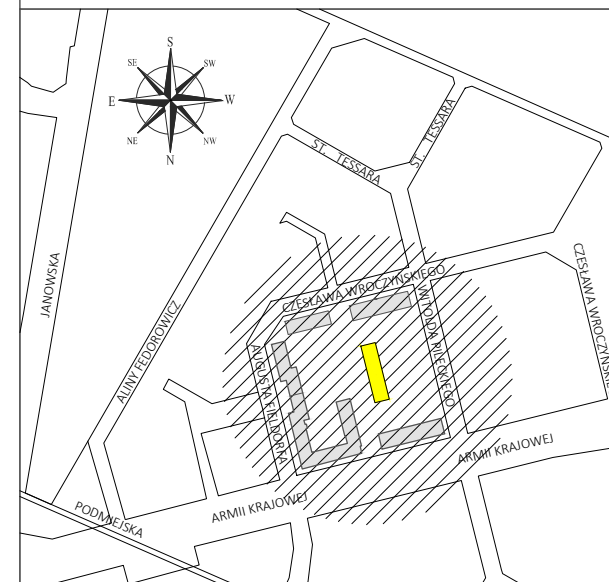 S
SE
SW
E
W
NE
NW
N
ST. TESSARA
ST. TESSARA
JANOWSKA
ALINY FEDOROWICZ
CZESŁAWA WROCZYŃSKIEGO
WITOLDA PILECKIEGO
CZESŁAWA WROCZYŃSKIE
AUGUSTA FIELDORFA
ARMII KRAJOWEJ
ARMII KRAJOWEJ
PODMIEJSKA